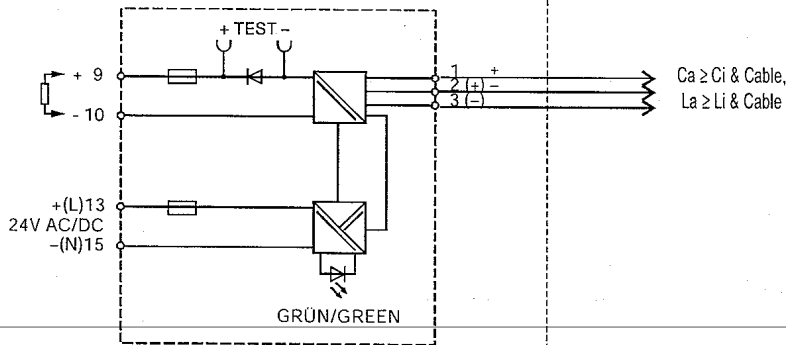 + TEST -
+ 9
- 10
1 +
2 (+) -
3 (-)
Ca ≥ Ci & Cable,
La ≥ Li & Cable
+(L)13
24V AC/DC
-(N)15
GRÜN/GREEN